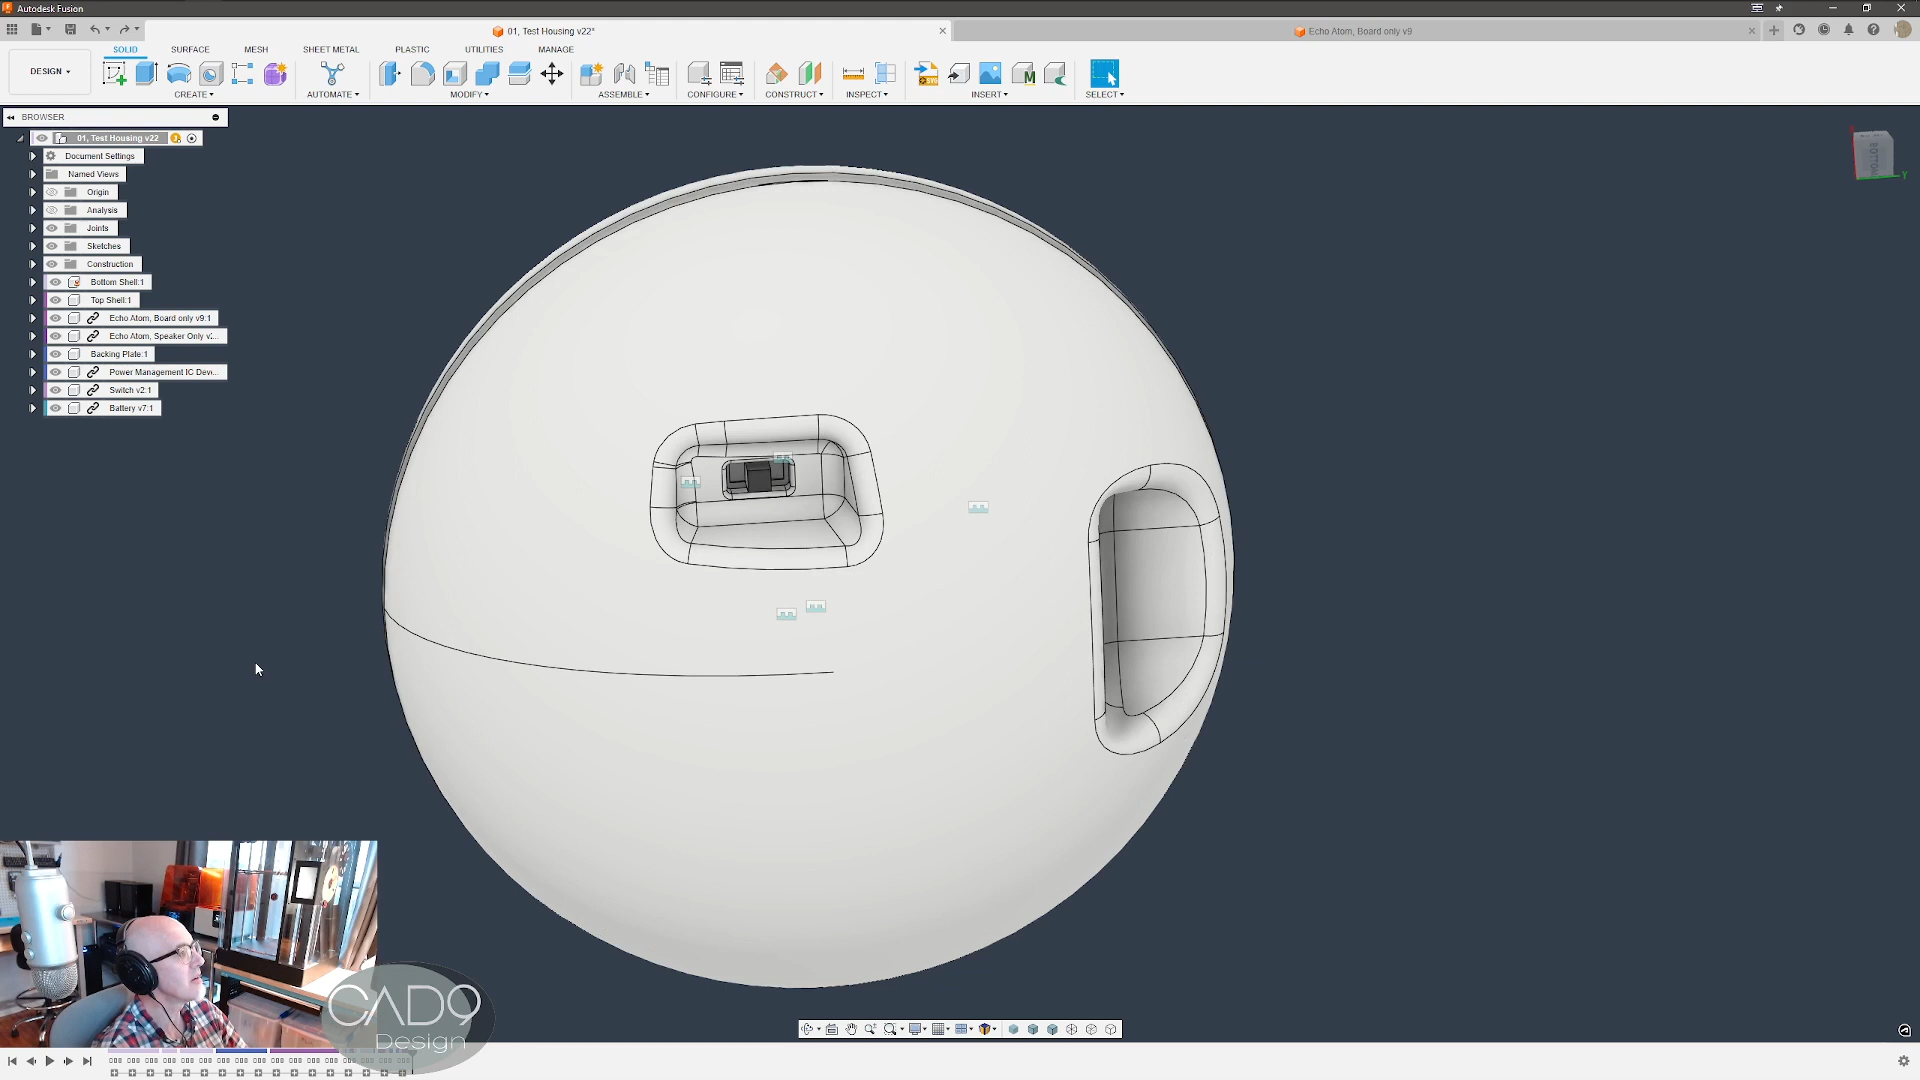 Autodesk Fusion
01, Test Housing v22*
Echo Atom, Board only v9
DESIGN
SOLID
SURFACE
MESH
SHEET METAL
PLASTIC
UTILITIES
MANAGE
CREATE
AUTOMATE
MODIFY
ASSEMBLE
CONFIGURE
CONSTRUCT
INSPECT
INSERT
SELECT
BROWSER
01, Test Housing v22
Document Settings
Named Views
Origin
Analysis
Joints
Sketches
Construction
Bottom Shell:1
Top Shell:1
Echo Atom, Board only v9:1
Echo Atom, Speaker Only v...
Backing Plate:1
Power Management IC Dev...
Switch v2:1
Battery v7:1
BOTTOM
Y
CAD9
Design